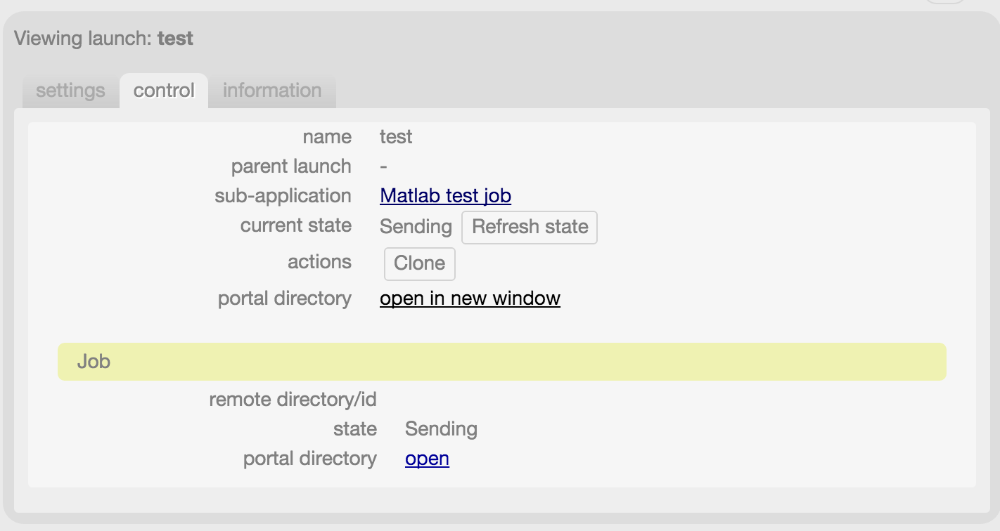 Viewing launch: test
settings control information
name test
parent launch -
sub-application Matlab test job
current state Sending Refresh state
actions Clone
portal directory open in new window
Job
remote directory/id
state Sending
portal directory open